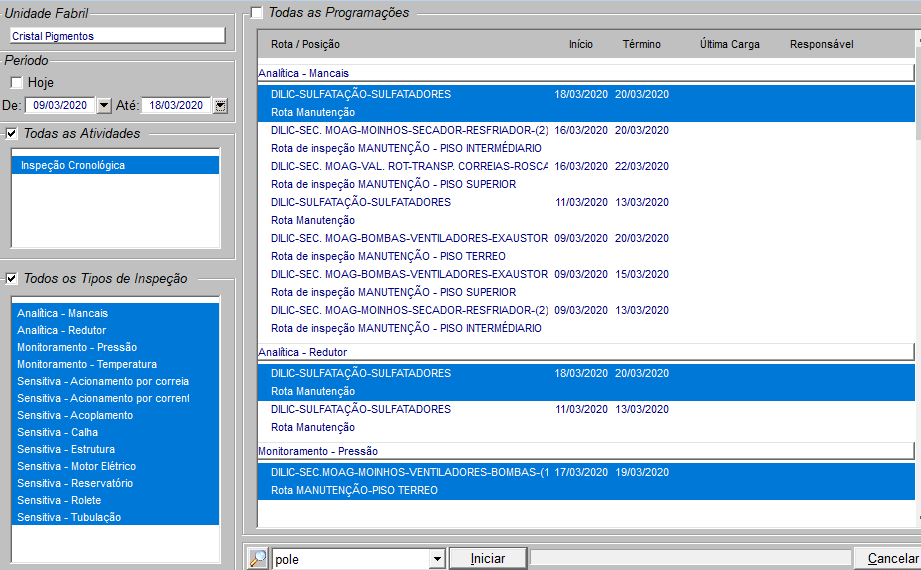 Unidade Fabril
Cristal Pigmentos
Período
Hoje
De: 09/03/2020 Até: 18/03/2020
Todas as Atividades
Inspeção Cronológica
Todos os Tipos de Inspeção
Analítica - Mancais
Analítica - Redutor
Monitoramento - Pressão
Monitoramento - Temperatura
Sensitiva - Acionamento por correia
Sensitiva - Acionamento por corrent
Sensitiva - Acoplamento
Sensitiva - Calha
Sensitiva - Estrutura
Sensitiva - Motor Elétrico
Sensitiva - Reservatório
Sensitiva - Rolete
Sensitiva - Tubulação
Todas as Programações
Rota / Posição Início Término Última Carga Responsável
Analítica - Mancais
DILIC-SULFATAÇÃO-SULFATADORES 18/03/2020 20/03/2020
Rota Manutenção
DILIC-SEC. MOAG-MOINHOS-SECADOR-RESFRIADOR-(2) 16/03/2020 20/03/2020
Rota de inspeção MANUTENÇÃO - PISO INTERMÉDIARIO
DILIC-SEC. MOAG-VAL. ROT-TRANSP. CORREIAS-ROSCA 16/03/2020 22/03/2020
Rota de inspeção MANUTENÇÃO - PISO SUPERIOR
DILIC-SULFATAÇÃO-SULFATADORES 11/03/2020 13/03/2020
Rota Manutenção
DILIC-SEC. MOAG-BOMBAS-VENTILADORES-EXAUSTOR 09/03/2020 20/03/2020
Rota de inspeção MANUTENÇÃO - PISO TERREO
DILIC-SEC. MOAG-BOMBAS-VENTILADORES-EXAUSTOR 09/03/2020 15/03/2020
Rota de inspeção MANUTENÇÃO - PISO SUPERIOR
DILIC-SEC. MOAG-MOINHOS-SECADOR-RESFRIADOR-(2) 09/03/2020 13/03/2020
Rota de inspeção MANUTENÇÃO - PISO INTERMÉDIARIO
Analítica - Redutor
DILIC-SULFATAÇÃO-SULFATADORES 18/03/2020 20/03/2020
Rota Manutenção
DILIC-SULFATAÇÃO-SULFATADORES 11/03/2020 13/03/2020
Rota Manutenção
Monitoramento - Pressão
DILIC-SEC.MOAG-MOINHOS-VENTILADORES-BOMBAS-(1 17/03/2020 19/03/2020
Rota MANUTENÇÃO-PISO TERREO
pole Iniciar Cancelar